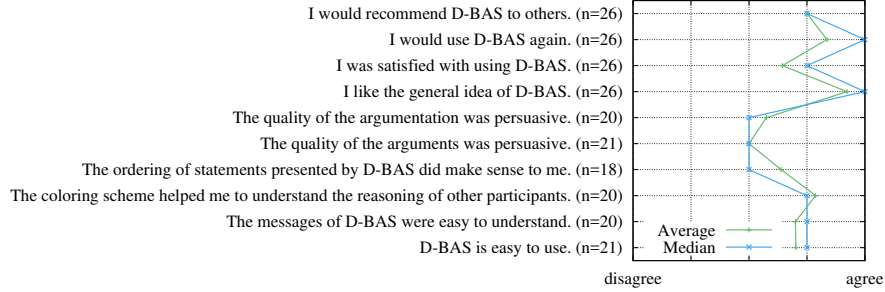 I would recommend D-BAS to others. (n=26)
I would use D-BAS again. (n=26)
I was satisfied with using D-BAS. (n=26)
I like the general idea of D-BAS. (n=26)
The quality of the argumentation was persuasive. (n=20)
The quality of the arguments was persuasive. (n=21)
The ordering of statements presented by D-BAS did make sense to me. (n=18)
The coloring scheme helped me to understand the reasoning of other participants. (n=20)
The messages of D-BAS were easy to understand. (n=20)
D-BAS is easy to use. (n=21)
Average
Median
disagree
agree